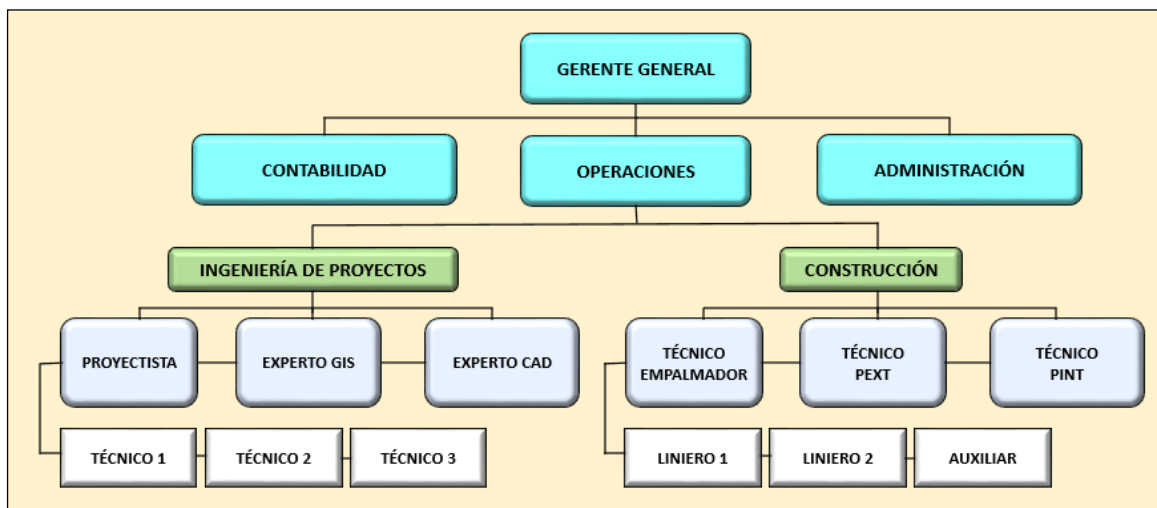 GERENTE GENERAL
CONTABILIDAD
OPERACIONES
ADMINISTRACIÓN
INGENIERÍA DE PROYECTOS
CONSTRUCCIÓN
PROYECTISTA
EXPERTO GIS
EXPERTO CAD
TÉCNICO
EMPALMADOR
TÉCNICO
PEXT
TÉCNICO
PINT
TÉCNICO 1
TÉCNICO 2
TÉCNICO 3
LINIERO 1
LINIERO 2
AUXILIAR